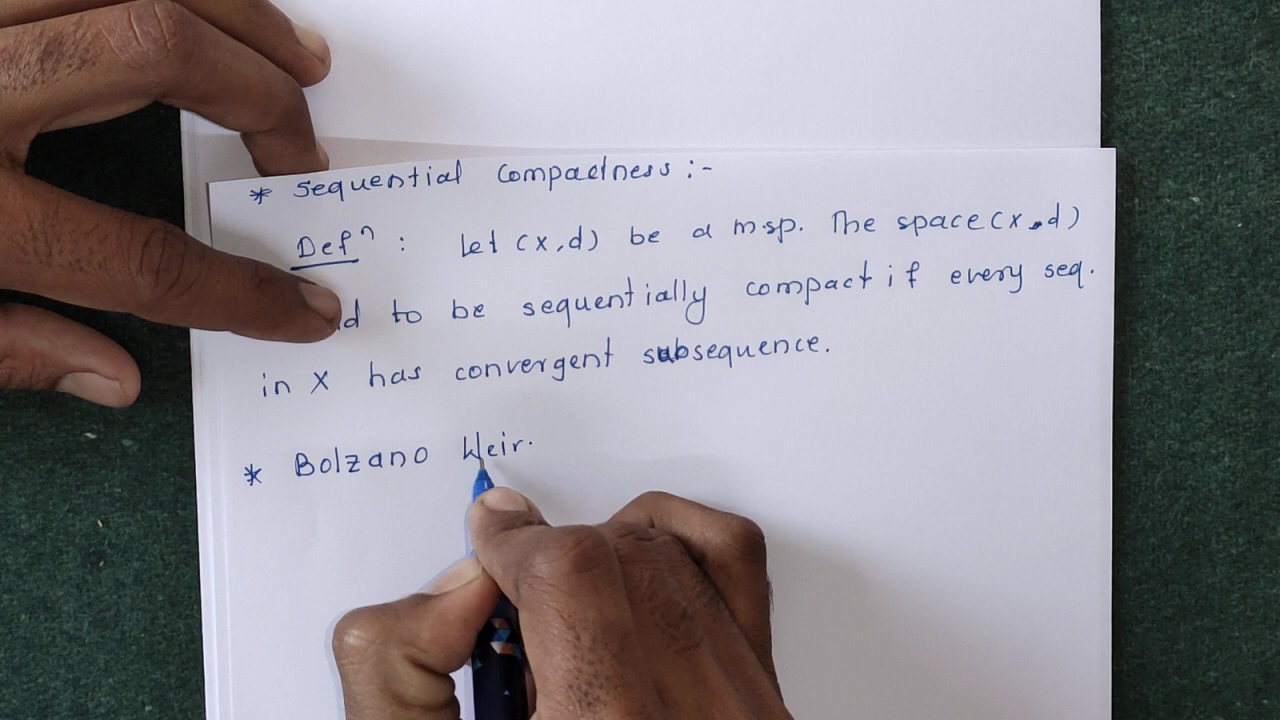 * Sequential Compactness :-
Defⁿ : Let (X,d) be a m.sp. The space (X,d)
to be sequentially compact if every seq.
in X has convergent subsequence.
* Bolzano Weir.